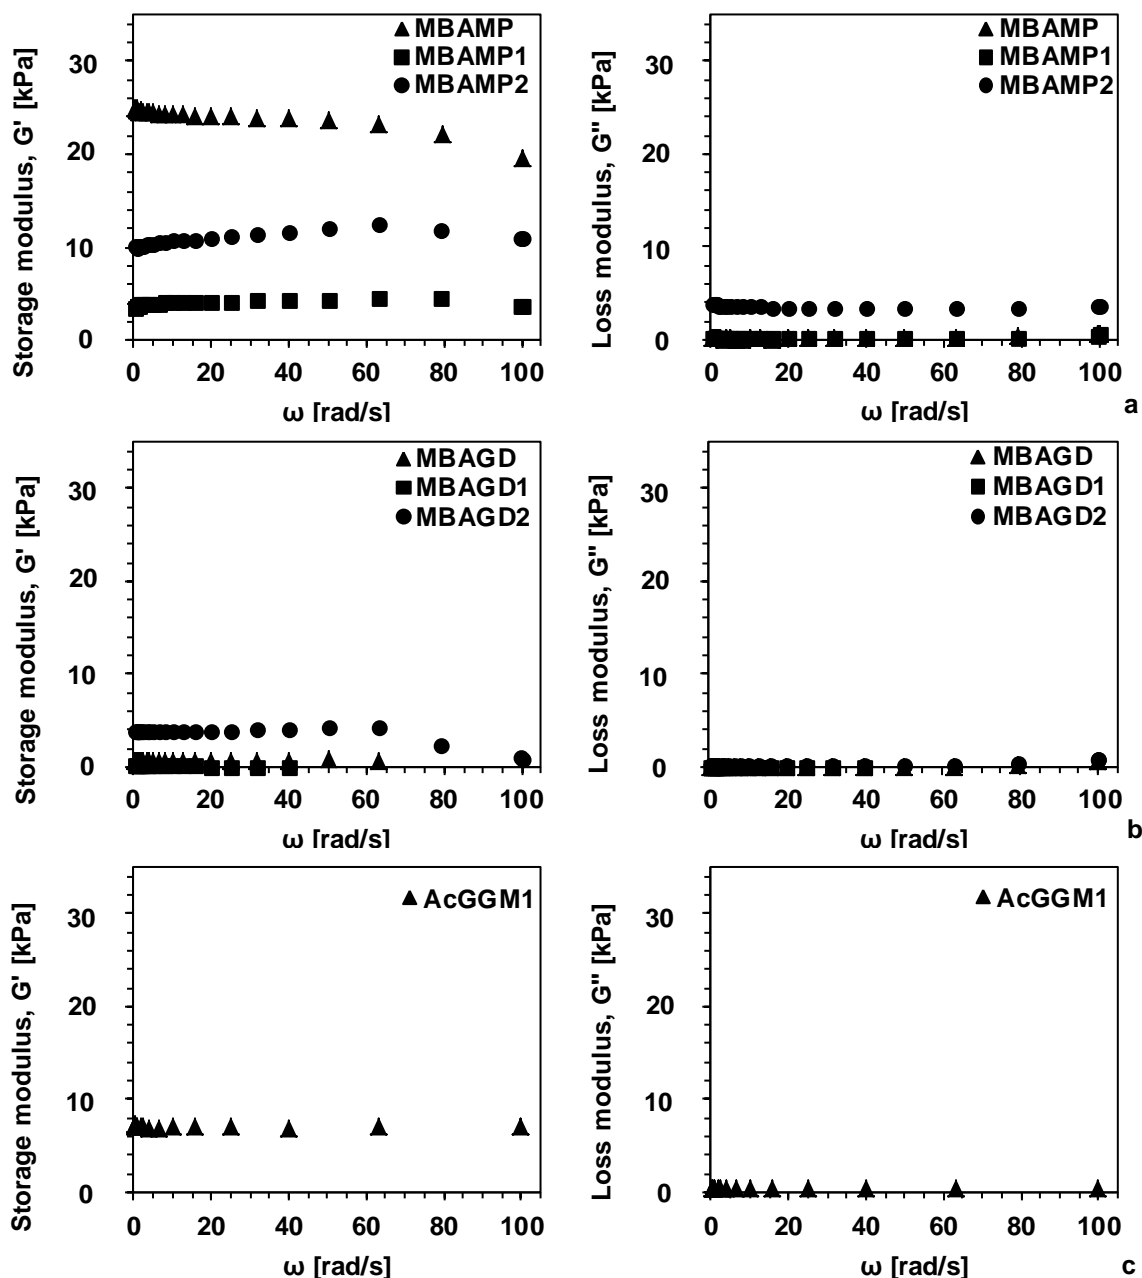 MBAMP
MBAMP1
MBAMP2
Storage modulus, G' [kPa]
30
20
10
0
0 20 40 60 80 100
ω [rad/s]
MBAMP
MBAMP1
MBAMP2
Loss modulus, G" [kPa]
30
20
10
0
0 20 40 60 80 100
ω [rad/s]
a
MBAGD
MBAGD1
MBAGD2
Storage modulus, G' [kPa]
30
20
10
0
0 20 40 60 80 100
ω [rad/s]
MBAGD
MBAGD1
MBAGD2
Loss modulus, G" [kPa]
30
20
10
0
0 20 40 60 80 100
ω [rad/s]
b
AcGGM1
Storage modulus, G' [kPa]
30
20
10
0
0 20 40 60 80 100
ω [rad/s]
AcGGM1
Loss modulus, G" [kPa]
30
20
10
0
0 20 40 60 80 100
ω [rad/s]
c